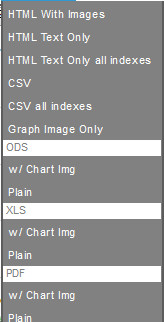 HTML With Images
HTML Text Only
HTML Text Only all indexes
CSV
CSV all indexes
Graph Image Only
ODS
w/ Chart Img
Plain
XLS
w/ Chart Img
Plain
PDF
w/ Chart Img
Plain